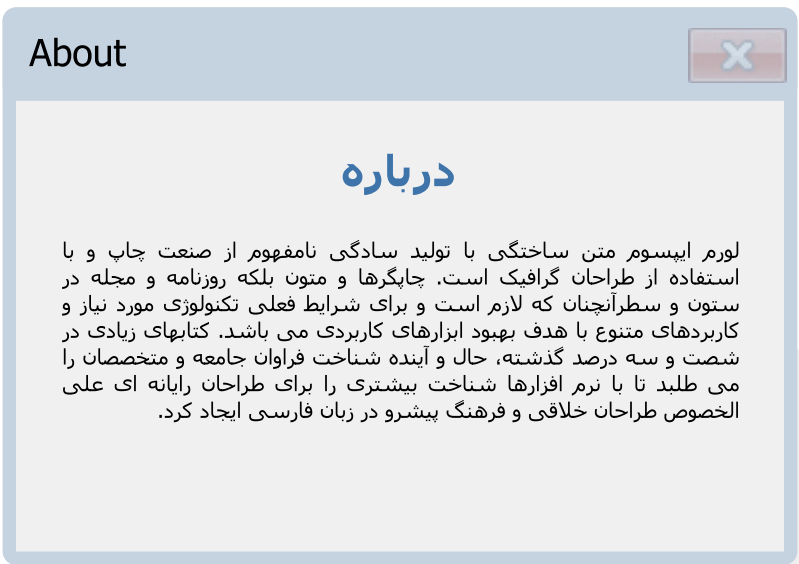 About
درباره
لورم ایپسوم متن ساختگی با تولید سادگی نامفهوم از صنعت چاپ و با
استفاده از طراحان گرافیک است. چاپگرها و متون بلکه روزنامه و مجله در
ستون و سطرآنچنان که لازم است و برای شرایط فعلی تکنولوژی مورد نیاز و
کاربردهای متنوع با هدف بهبود ابزارهای کاربردی می باشد. کتابهای زیادی در
شصت و سه درصد گذشته، حال و آینده شناخت فراوان جامعه و متخصصان را
می طلبد تا با نرم افزارها شناخت بیشتری را برای طراحان رایانه ای علی
الخصوص طراحان خلاقی و فرهنگ پیشرو در زبان فارسی ایجاد کرد.